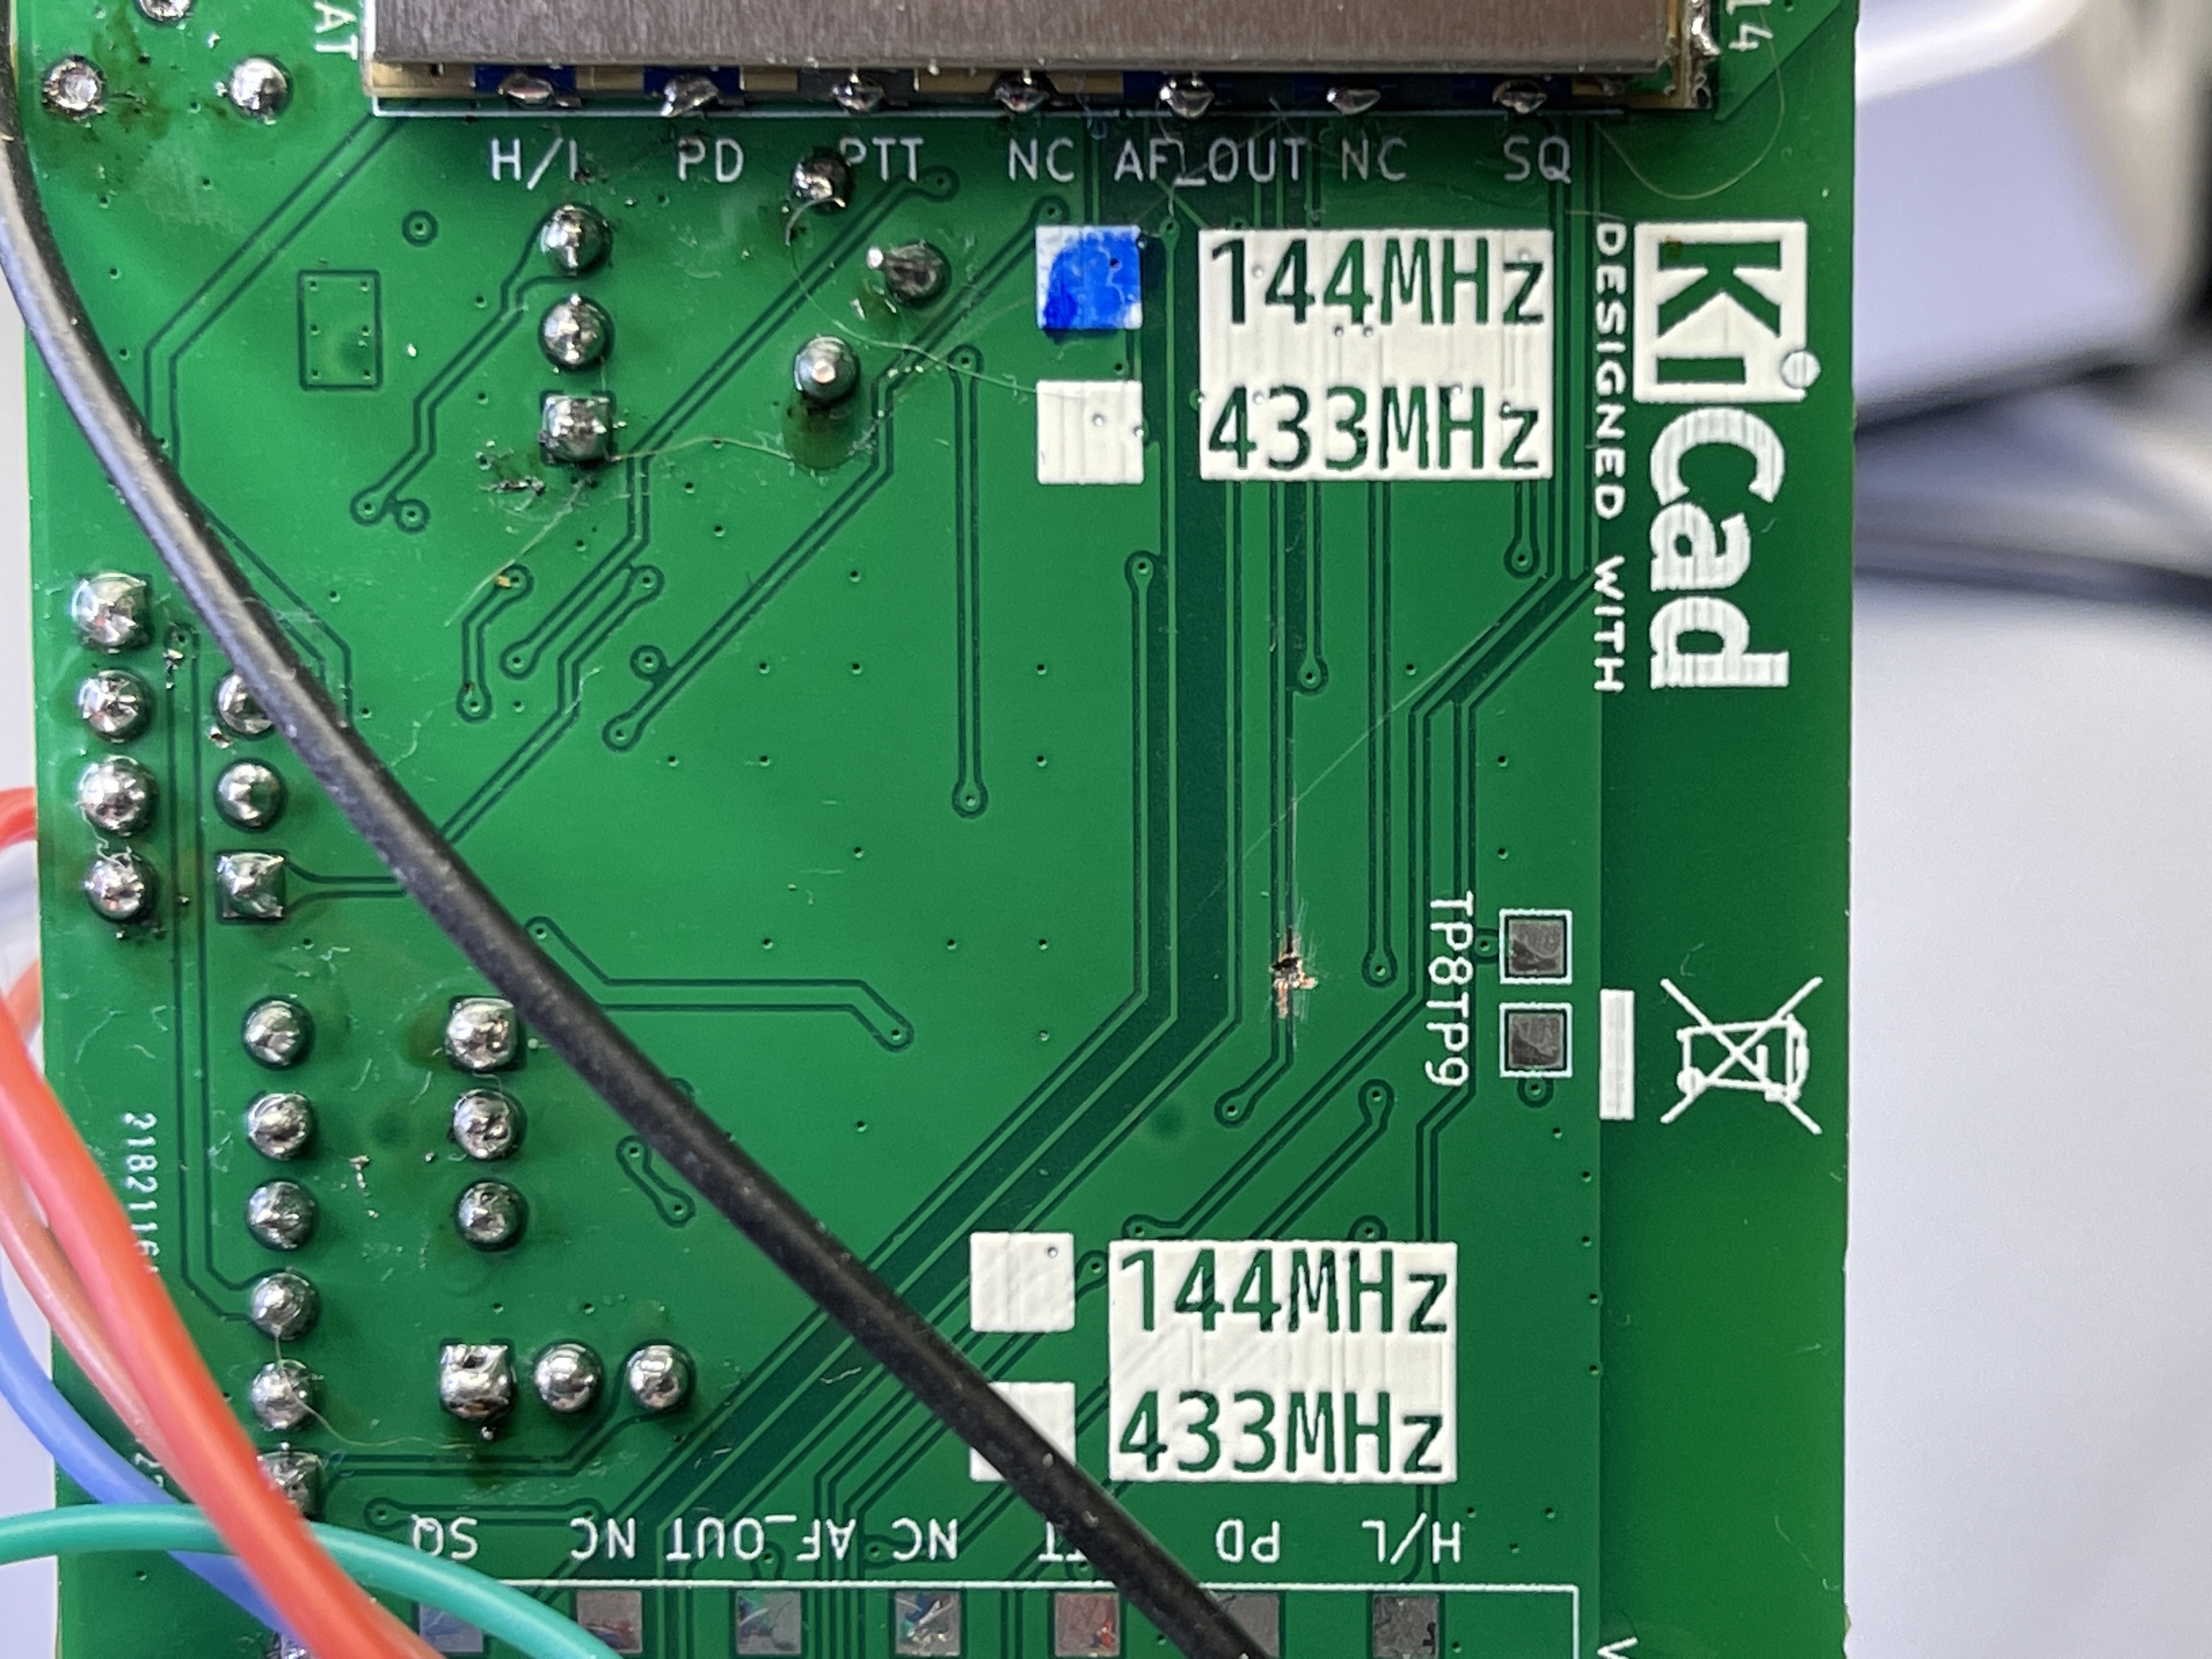 SQ
NC
AF_OUT
NC
PD
H/L
433MHz
144MHz
TP8TP9
H/L
PD
PTT
NC
AF_OUT
NC
SQ
433MHz
144MHz
DESIGNED WITH
KiCad